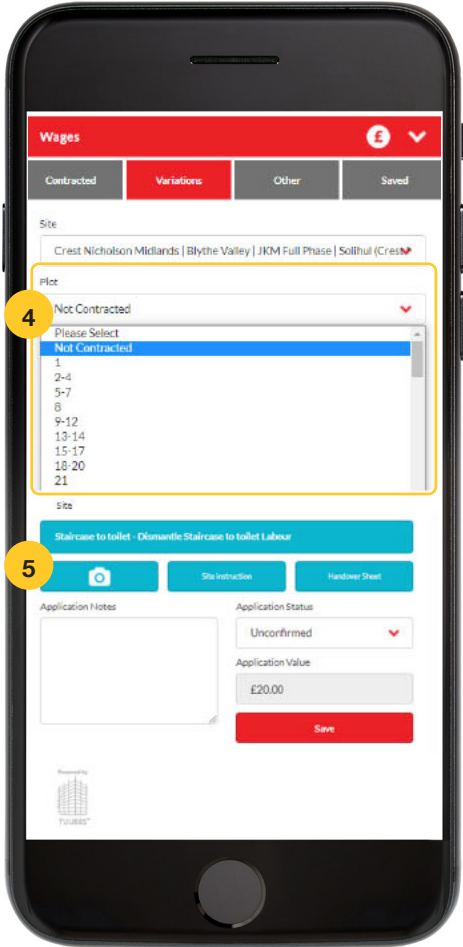 Wages
£
Contracted Variations Other Saved
Site
Crest Nicholson Midlands | Blythe Valley | JKM Full Phase | Solihul (Crest
Plot
4
Not Contracted
Please Select
Not Contracted
1
2-4
5-7
8
9-12
13-14
15-17
18-20
21
Site
Staircase to toilet - Dismantle Staircase to toilet Labour
5
Site Instruction Handover Sheet
Application Notes Application Status
Unconfirmed
Application Value
£20.00
Save
Powered by
TUUBES